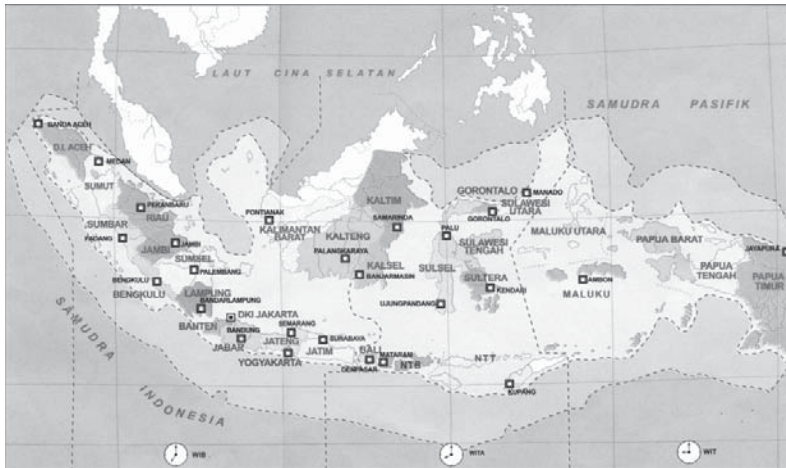 LAUT CINA SELATAN
SAMUDRA PASIFIK
BANDA ACEH
D.I.ACEH
MEDAN
SUMUT
PEKANBARU
RIAU
SUMBAR
PADANG
JAMBI
JAMBI
SUMSEL
PALEMBANG
BENGKULU
BENGKULU
LAMPUNG
BANDARLAMPUNG
DKI JAKARTA
BANTEN
BANDUNG
JABAR
SEMARANG
JATENG
YOGYAKARTA
SURABAYA
JATIM
BALI
DENPASAR
MATARAM
NTB
NTT
KUPANG
PONTIANAK
KALIMANTAN
BARAT
KALTIM
SAMARINDA
KALTENG
PALANGKARAYA
KALSEL
BANJARMASIN
GORONTALO
MANADO
SULAWESI
UTARA
GORONTALO
PALU
SULAWESI
TENGAH
SULSEL
SULTERA
KENDARI
UJUNGPANDANG
MALUKU UTARA
AMBON
MALUKU
PAPUA BARAT
JAYAPURA
PAPUA
TENGAH
PAPUA
TIMUR
SAMUDRA
INDONESIA
WIB
WITA
WIT